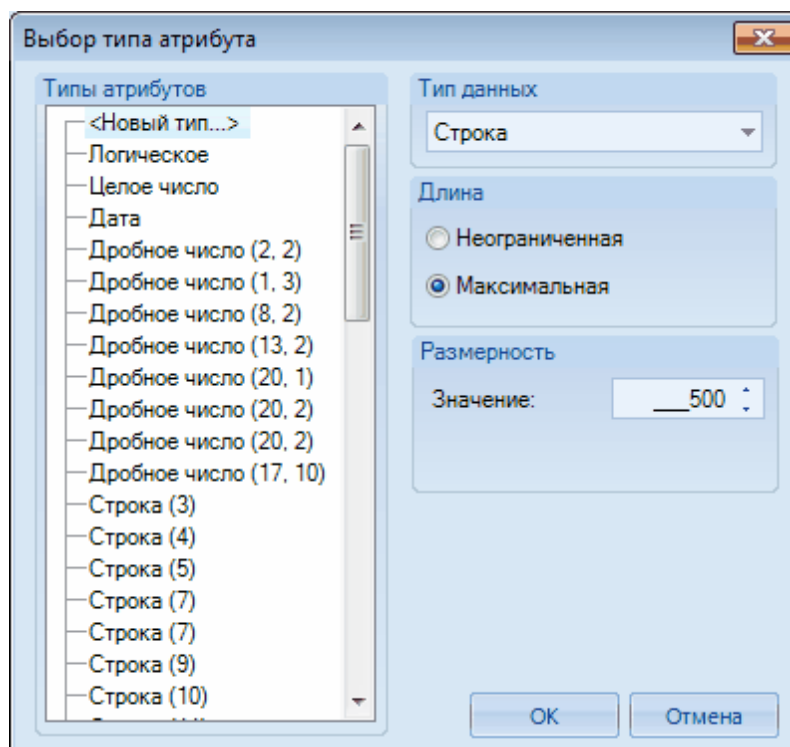 Выбор типа атрибута
Типы атрибутов
<Новый тип...>
Логическое
Целое число
Дата
Дробное число (2, 2)
Дробное число (1, 3)
Дробное число (8, 2)
Дробное число (13, 2)
Дробное число (20, 1)
Дробное число (20, 2)
Дробное число (20, 2)
Дробное число (17, 10)
Строка (3)
Строка (4)
Строка (5)
Строка (7)
Строка (7)
Строка (9)
Строка (10)
Тип данных
Строка
Длина
Неограниченная
Максимальная
Размерность
Значение: ___500
ОК Отмена